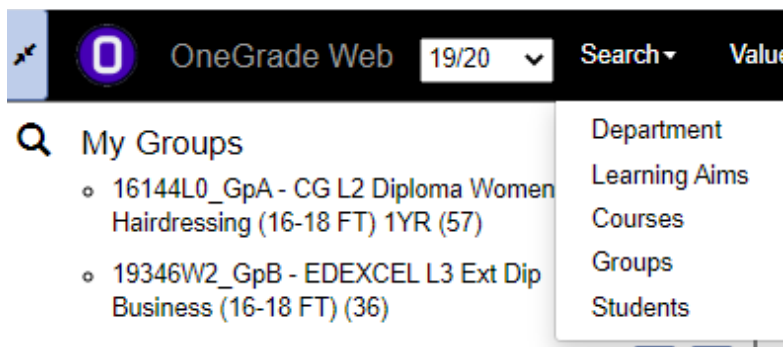 OneGrade Web 19/20 Search
My Groups
16144L0_GpA - CG L2 Diploma Women
Hairdressing (16-18 FT) 1YR (57)
19346W2_GpB - EDEXCEL L3 Ext Dip
Business (16-18 FT) (36)
Department
Learning Aims
Courses
Groups
Students